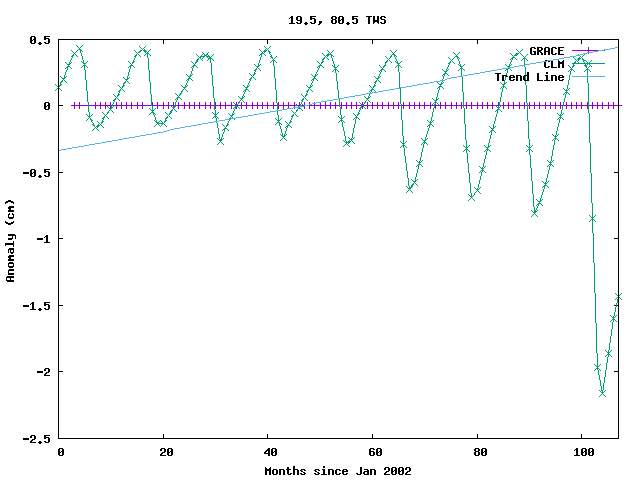 19.5, 80.5 TWS
GRACE
CLM
Trend Line
0.5
0
-0.5
-1
-1.5
-2
-2.5
Anomaly (cm)
0 20 40 60 80 100
Months since Jan 2002